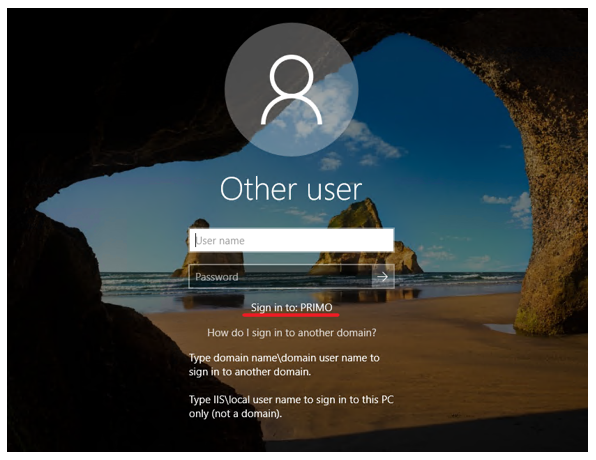 Other user
User name
Password
Sign in to: PRIMO
How do I sign in to another domain?
Type domain name\domain user name to
sign in to another domain.
Type IIS\local user name to sign in to this PC
only (not a domain).